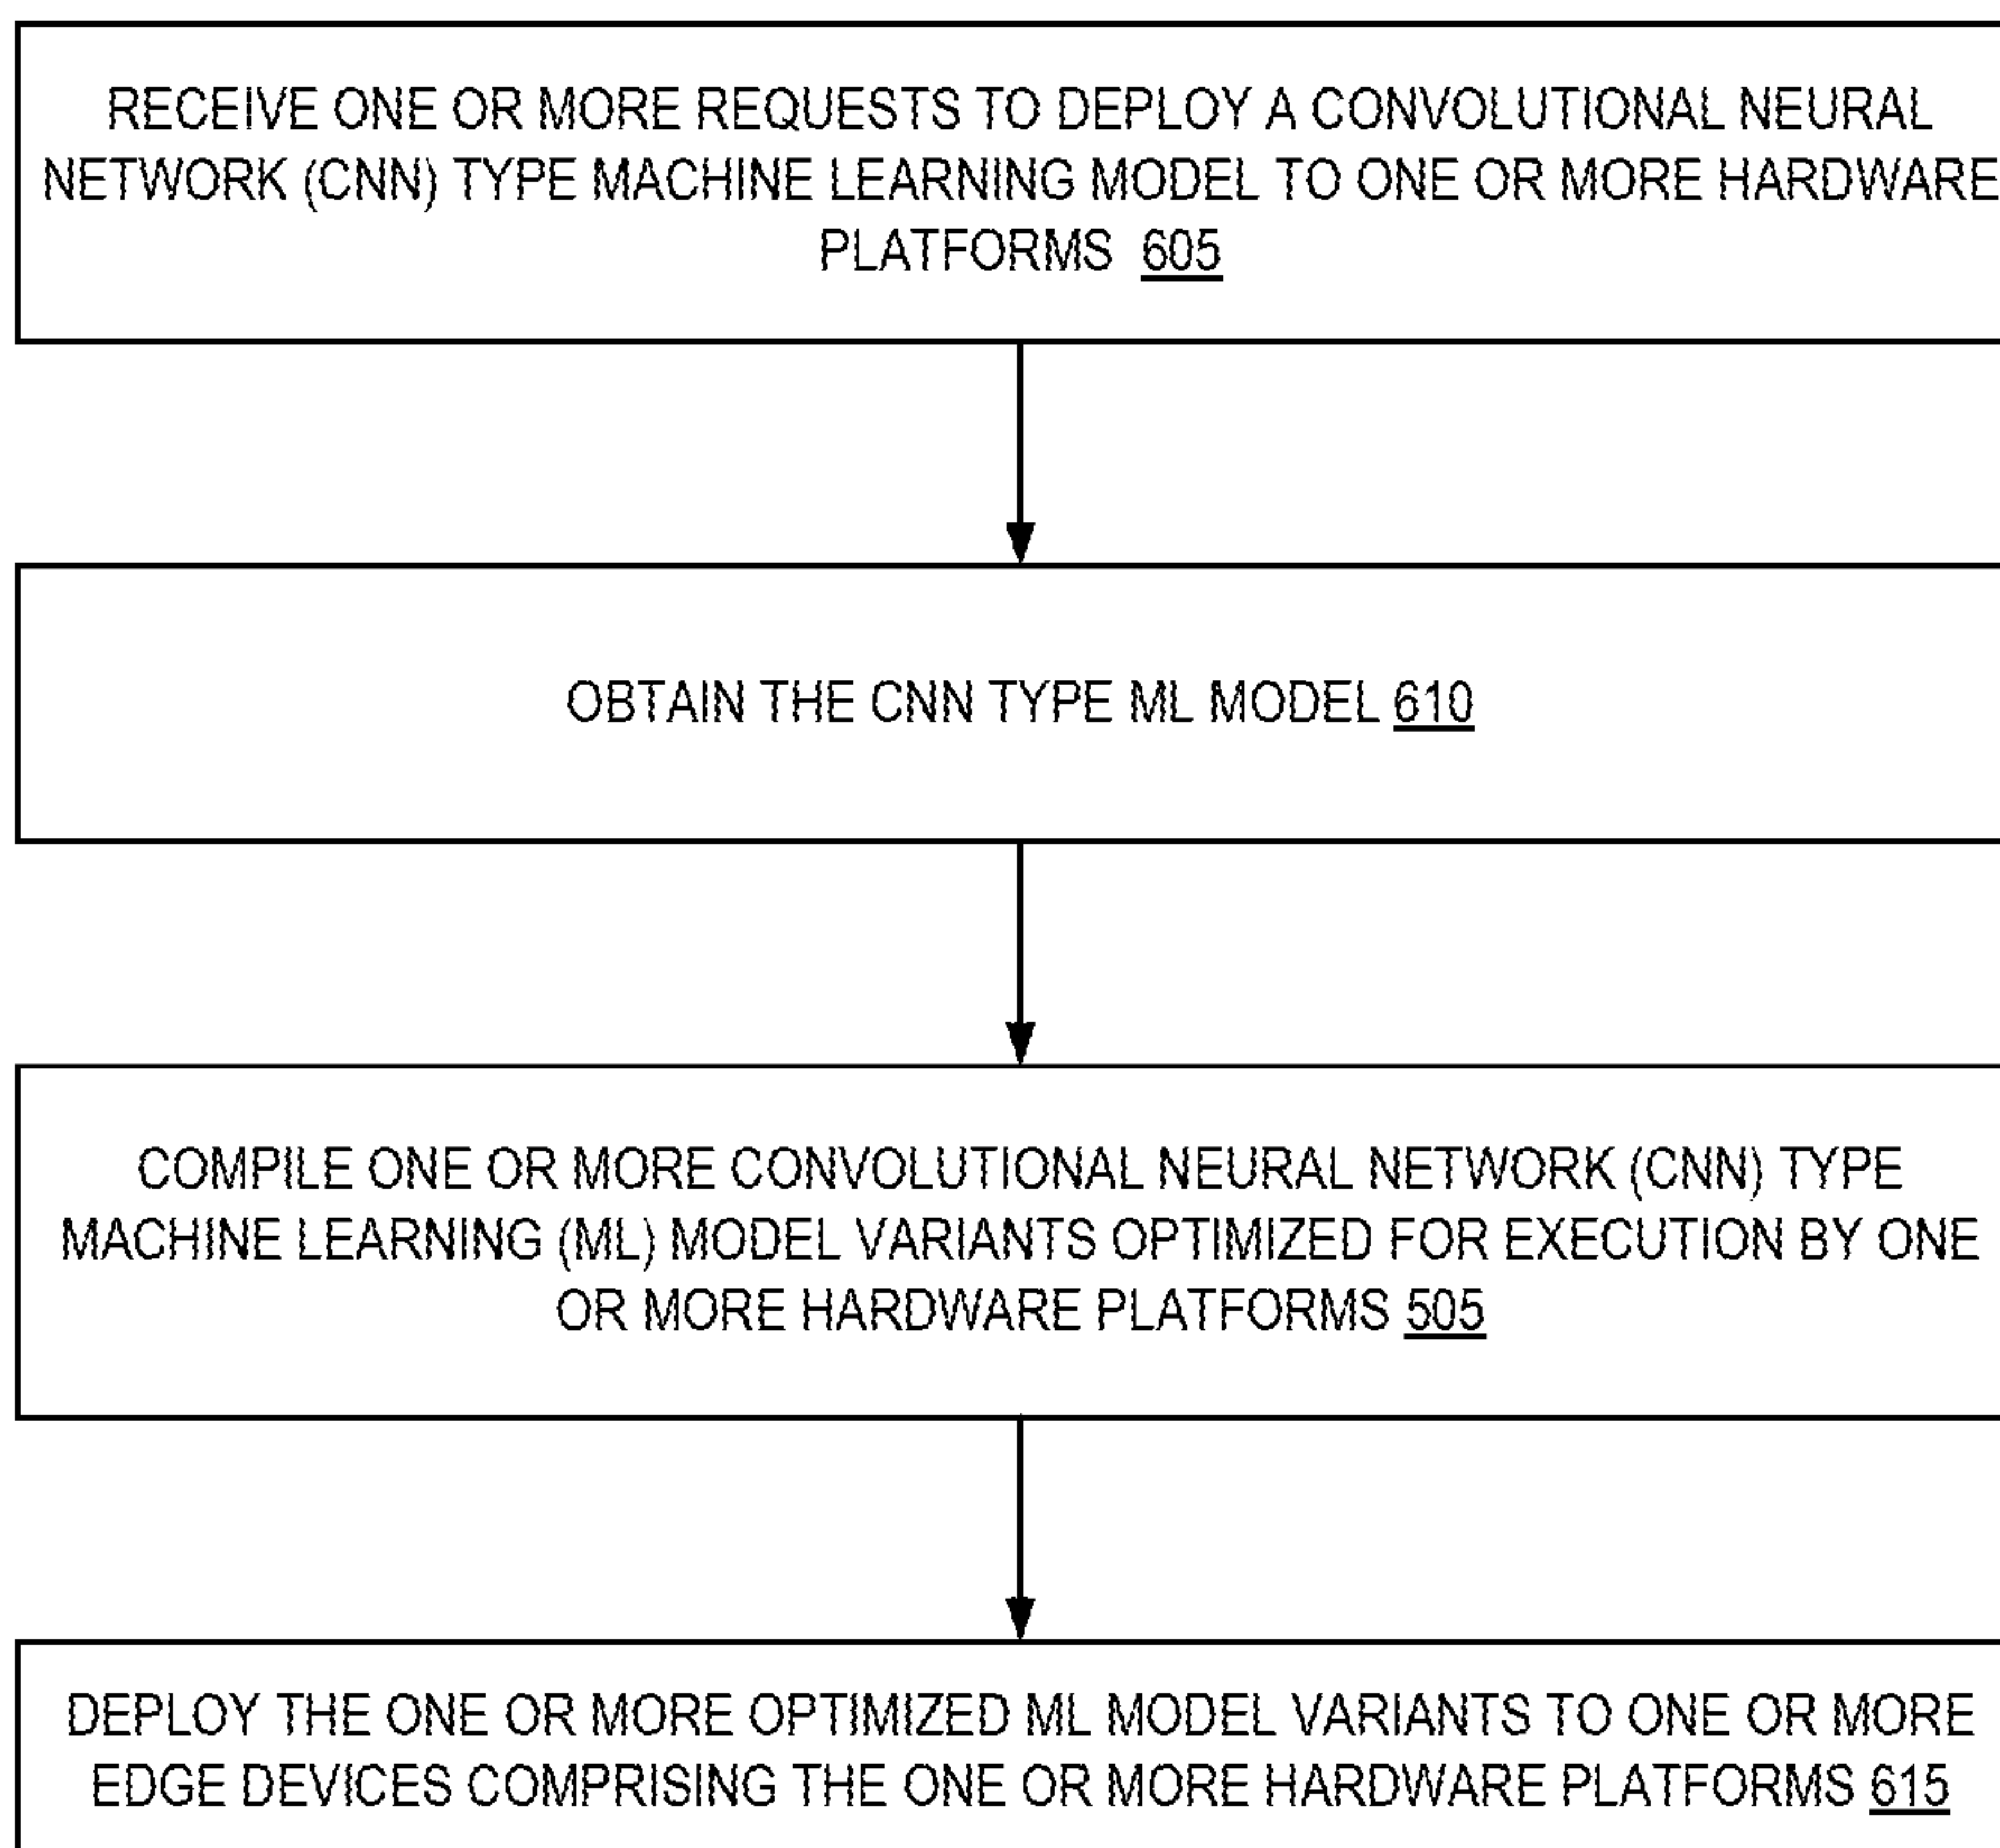 RECEIVE ONE OR MORE REQUESTS TO DEPLOY A CONVOLUTIONAL NEURAL
NETWORK (CNN) TYPE MACHINE LEARNING MODEL TO ONE OR MORE HARDWARE
PLATFORMS 605
OBTAIN THE CNN TYPE ML MODEL 610
COMPILE ONE OR MORE CONVOLUTIONAL NEURAL NETWORK (CNN) TYPE
MACHINE LEARNING (ML) MODEL VARIANTS OPTIMIZED FOR EXECUTION BY ONE
OR MORE HARDWARE PLATFORMS 505
DEPLOY THE ONE OR MORE OPTIMIZED ML MODEL VARIANTS TO ONE OR MORE
EDGE DEVICES COMPRISING THE ONE OR MORE HARDWARE PLATFORMS 615